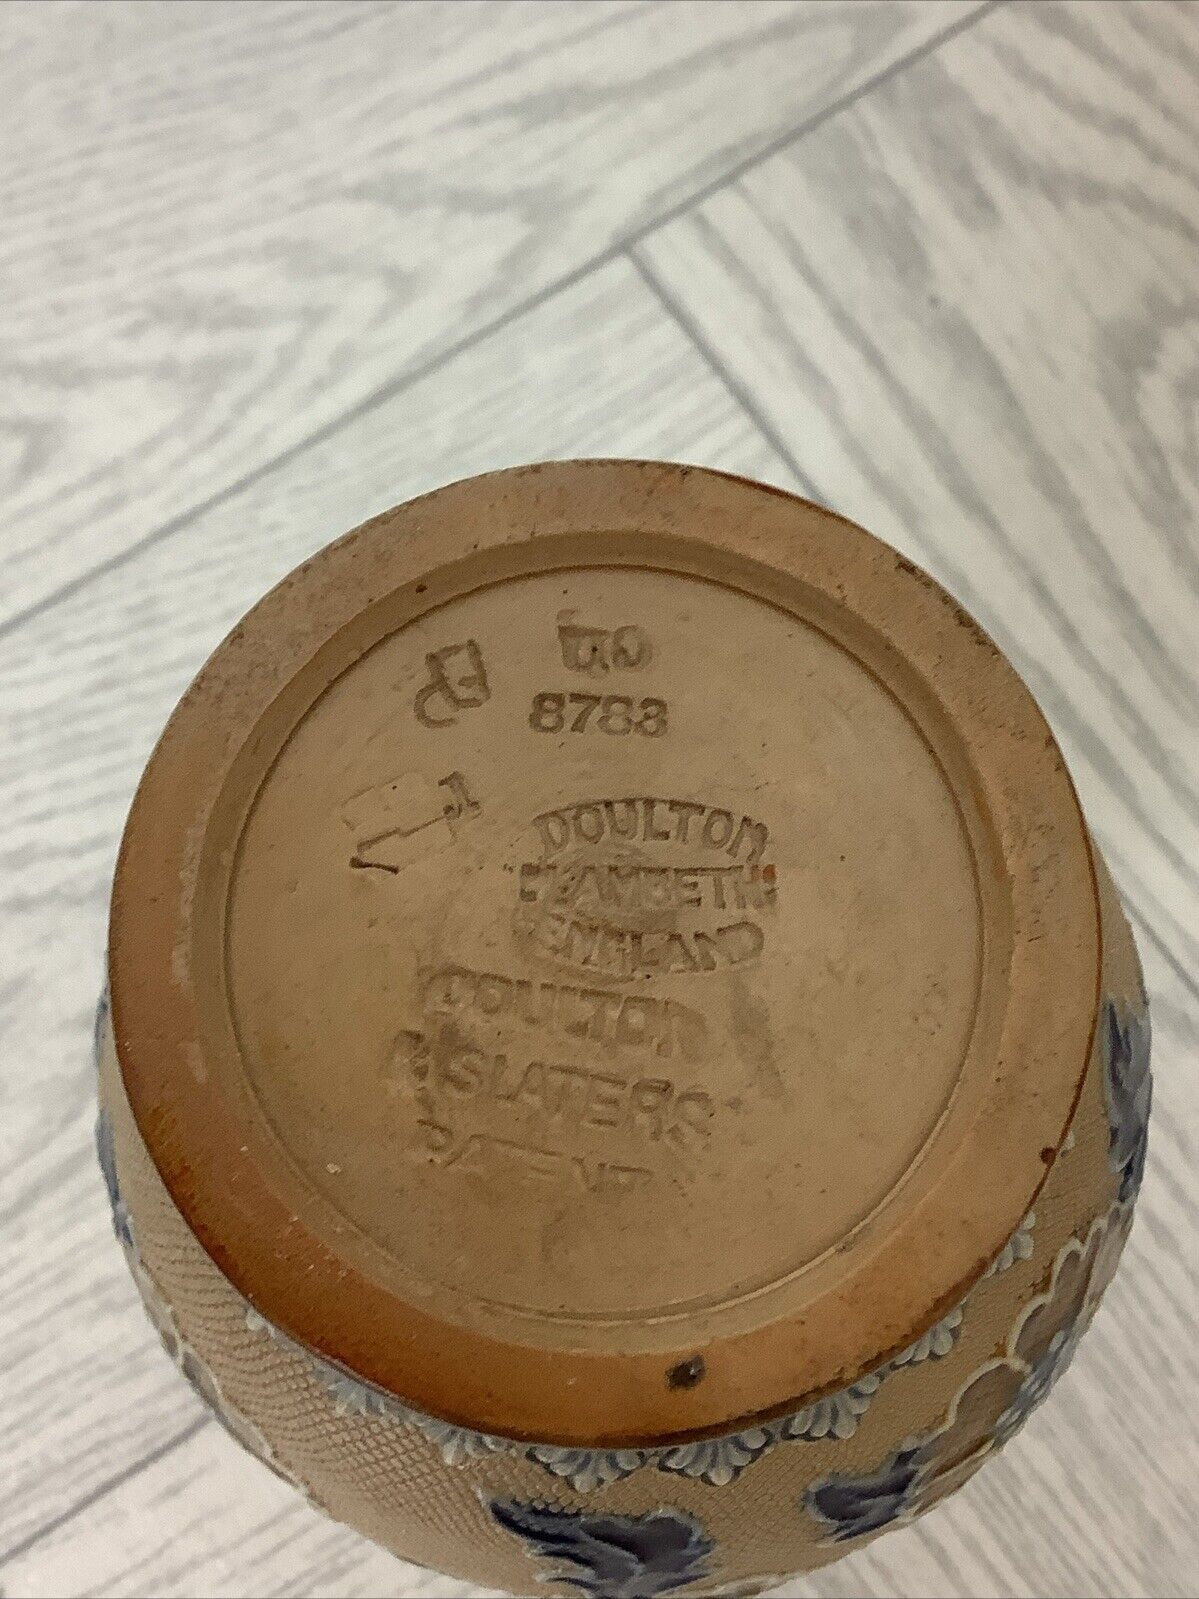 8783
DOULTON
LAMBETH
ENGLAND
DOULTON
& SLATERS